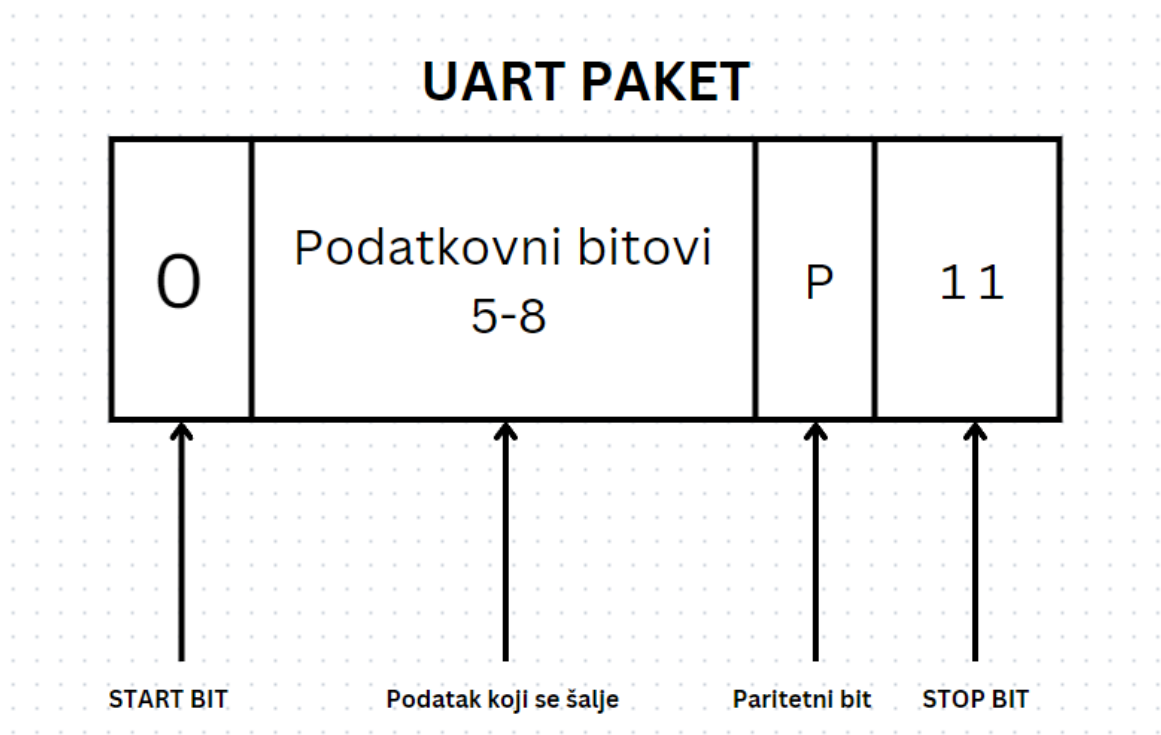 UART PAKET
0
Podatkovni bitovi
5-8
P
1 1
START BIT
Podatak koji se šalje
Paritetni bit
STOP BIT